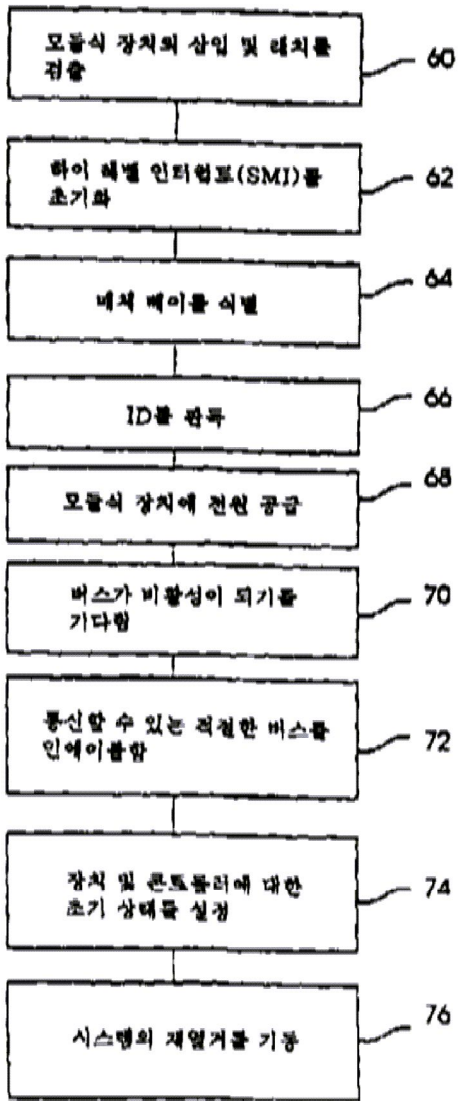 모듈식 장치의 삽입 및 래치를
검출
60
하이 레벨 인터럽트(SMI)를
초기화
62
매체 베이를 식별
64
ID를 판독
66
모듈식 장치에 전원 공급
68
버스가 비활성이 되기를
기다림
70
통신할 수 있는 적절한 버스를
인에이블함
72
장치 및 콘트롤러에 대한
초기 상태를 설정
74
시스템의 재열거를 기동
76